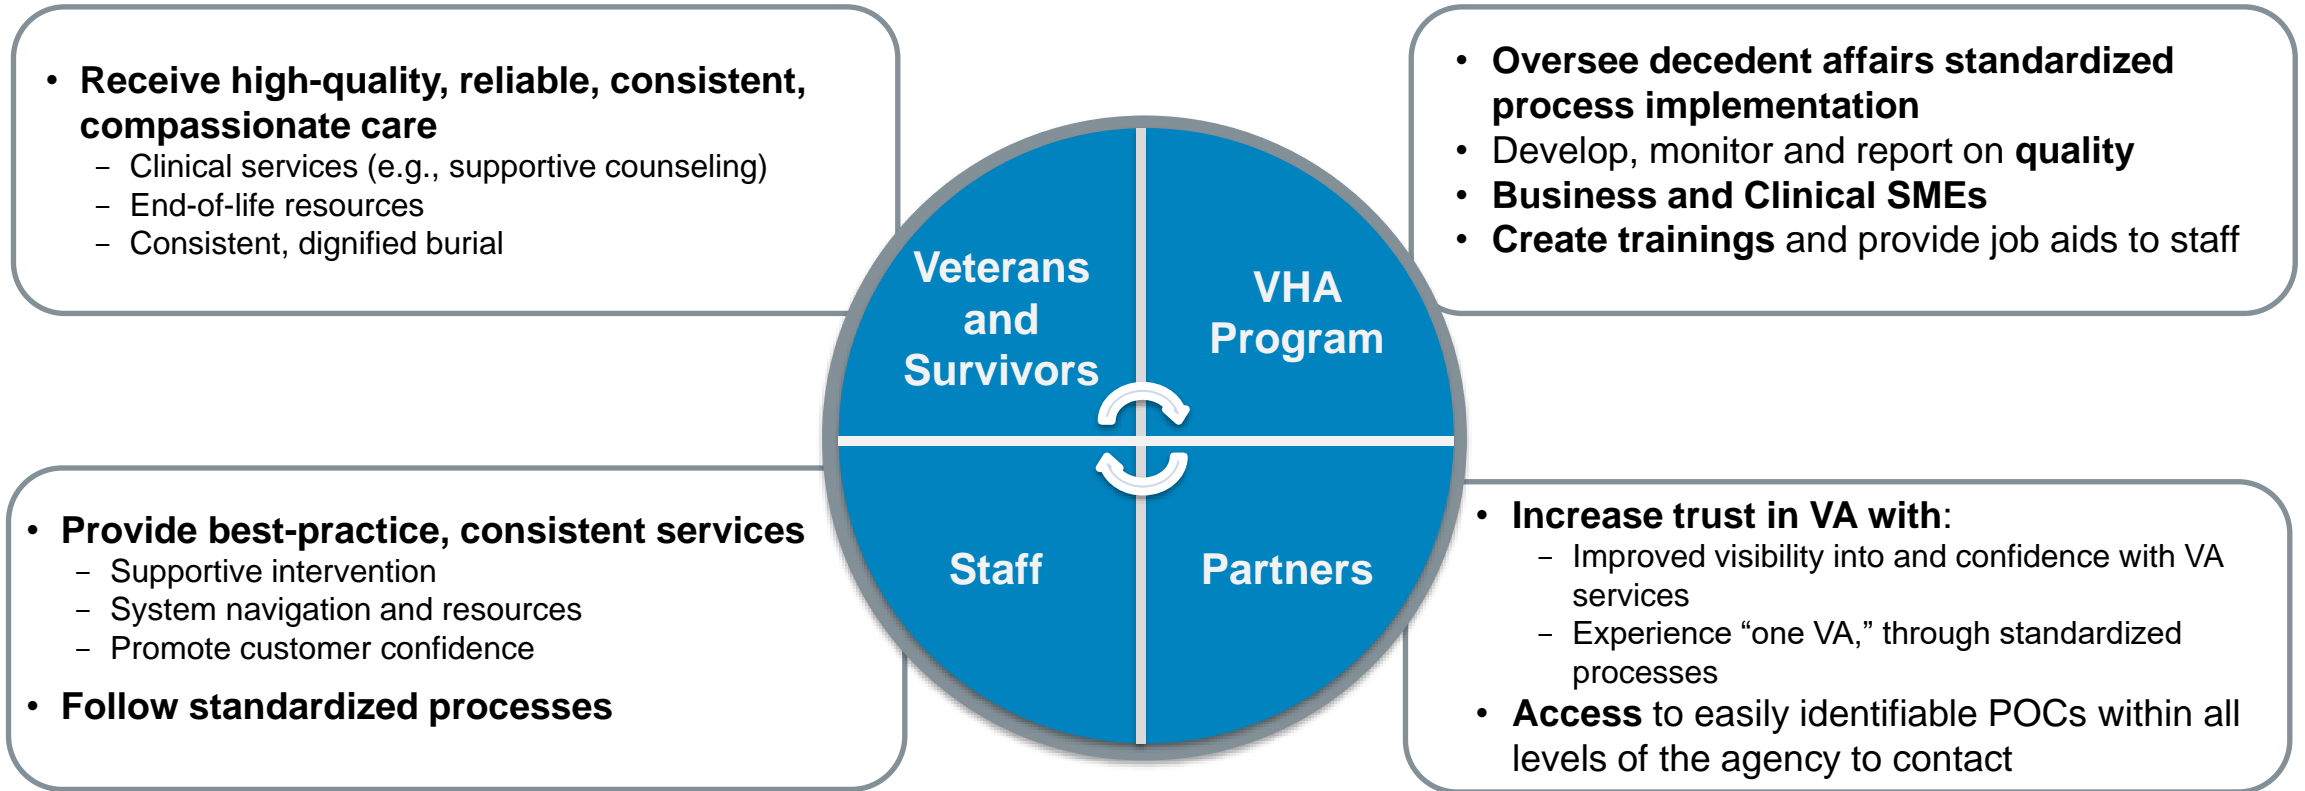 • Receive high-quality, reliable, consistent,
compassionate care
– Clinical services (e.g., supportive counseling)
– End-of-life resources
– Consistent, dignified burial
• Oversee decedent affairs standardized
process implementation
• Develop, monitor and report on quality
• Business and Clinical SMEs
• Create trainings and provide job aids to staff
Veterans
and
Survivors
VHA
Program
Staff
Partners
• Provide best-practice, consistent services
– Supportive intervention
– System navigation and resources
– Promote customer confidence
• Follow standardized processes
• Increase trust in VA with:
– Improved visibility into and confidence with VA
services
– Experience “one VA,” through standardized
processes
• Access to easily identifiable POCs within all
levels of the agency to contact